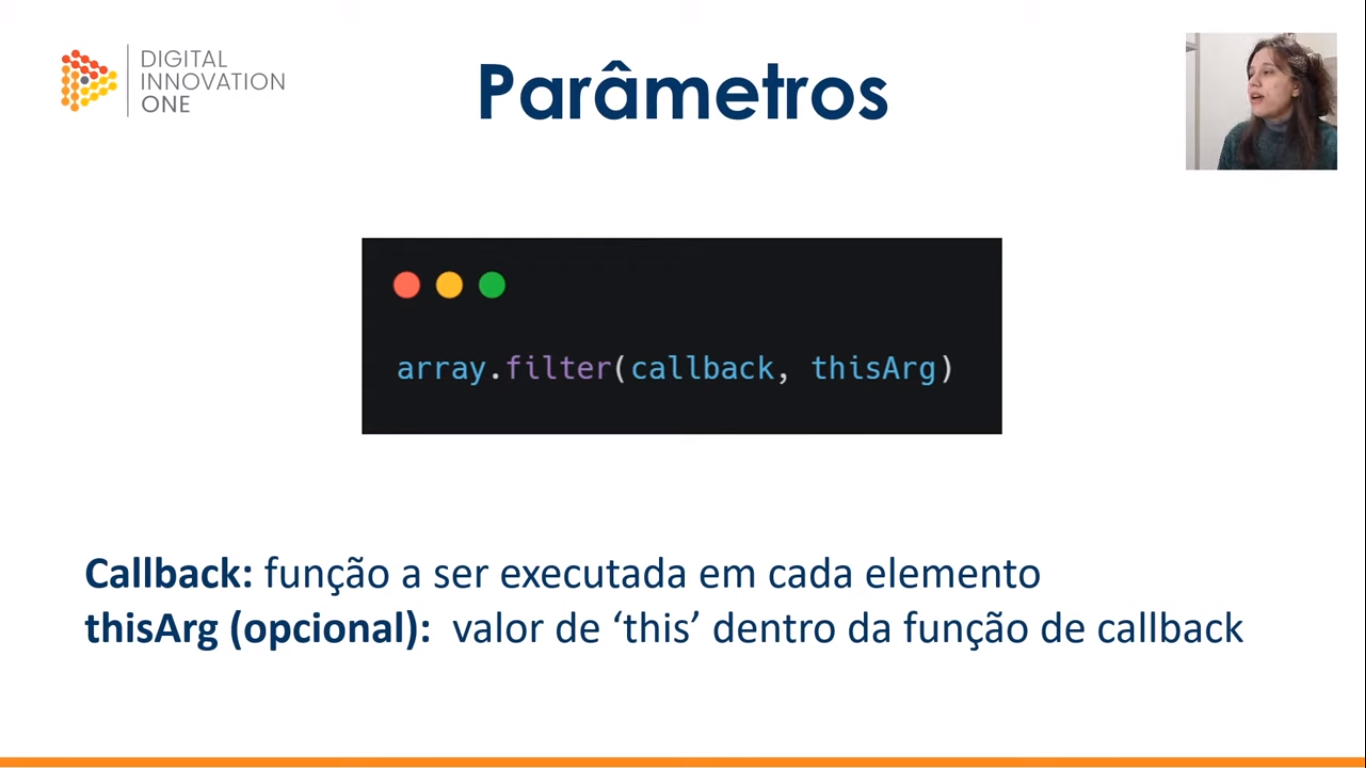 DIGITAL
INNOVATION
ONE
Parâmetros
array.filter(callback, thisArg)
Callback: função a ser executada em cada elemento
thisArg (opcional): valor de ‘this’ dentro da função de callback